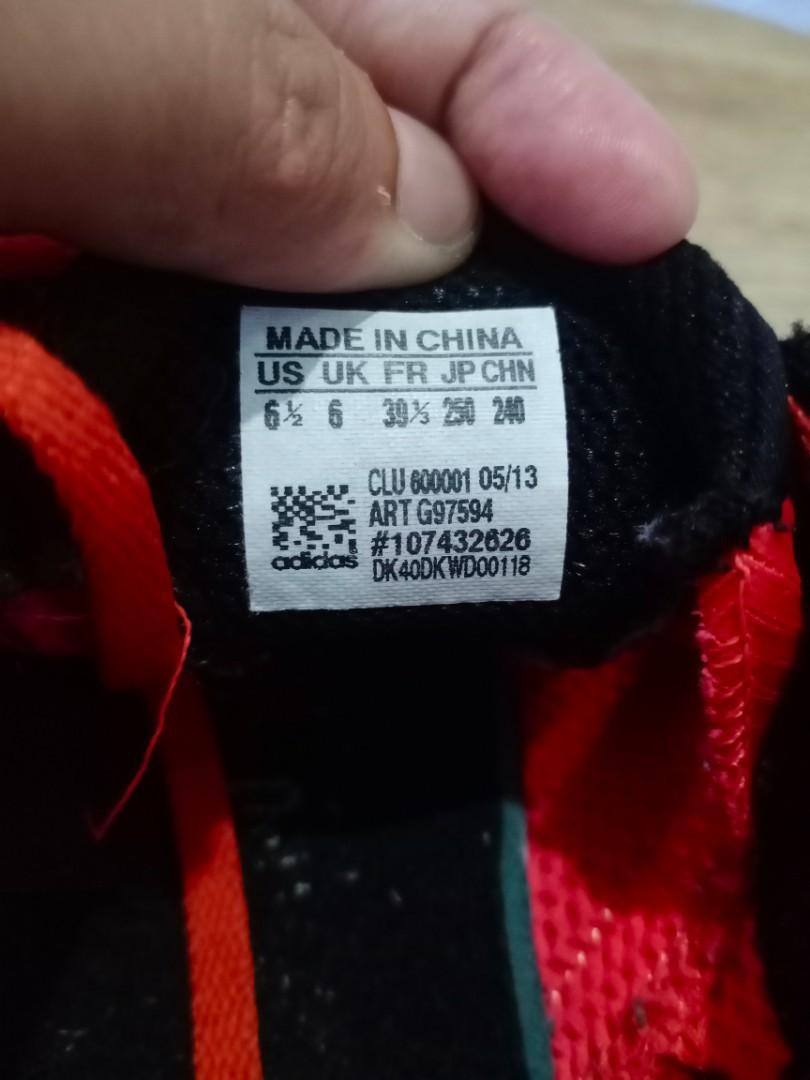 MADE IN CHINA
US UK FR JP CHN
6½ 6 39⅓ 250 240
CLU 600001 05/13
ART G97594
#107432626
adidas DK40DKWD00118